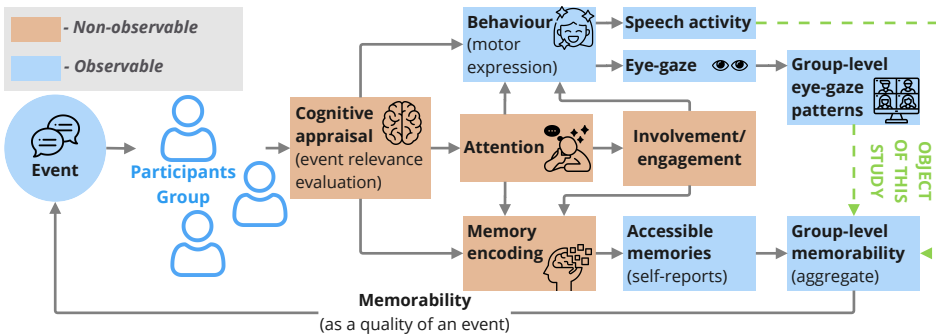 - Non-observable
- Observable
Event
Participants
Group
Cognitive
appraisal
(event relevance
evaluation)
Behaviour
(motor
expression)
Attention
Memory
encoding
Speech activity
Eye-gaze
Involvement/
engagement
Accessible
memories
(self-reports)
Group-level
eye-gaze
patterns
OBJECT
OF THIS
STUDY
Group-level
memorability
(aggregate)
Memorability
(as a quality of an event)